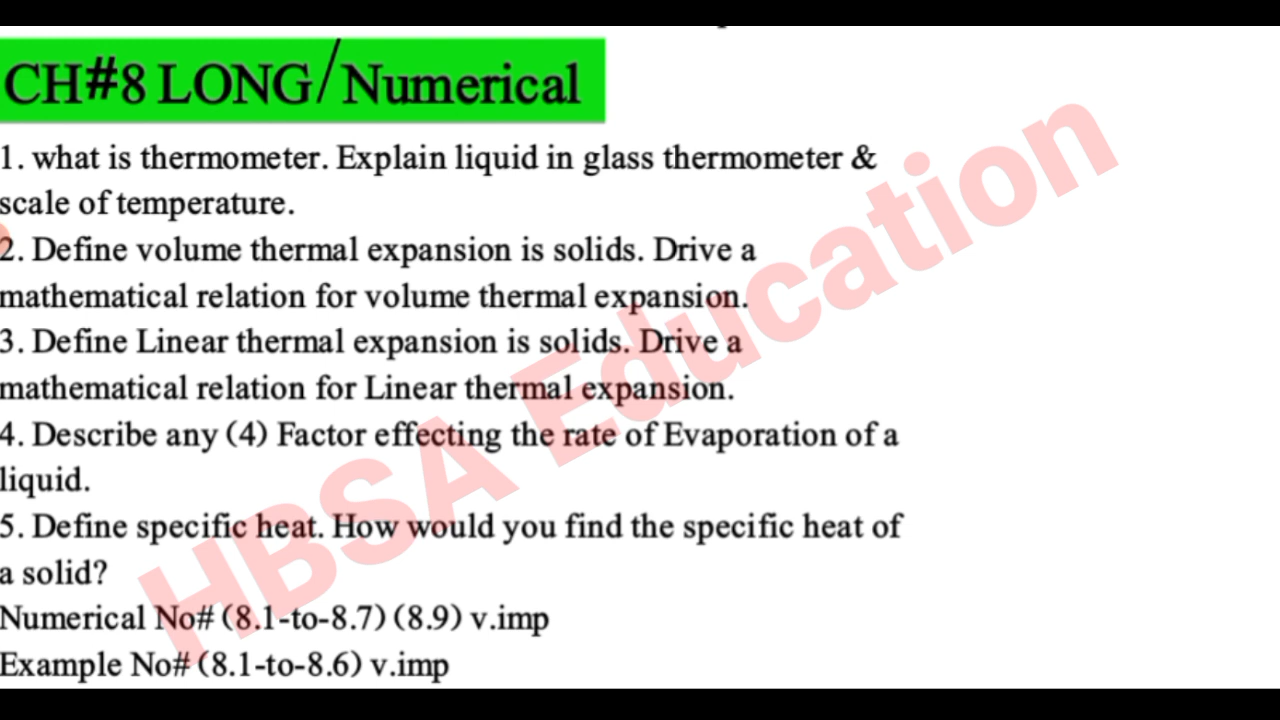 CH#8 LONG/Numerical
1. what is thermometer. Explain liquid in glass thermometer &
scale of temperature.
2. Define volume thermal expansion is solids. Drive a
mathematical relation for volume thermal expansion.
3. Define Linear thermal expansion is solids. Drive a
mathematical relation for Linear thermal expansion.
4. Describe any (4) Factor effecting the rate of Evaporation of a
liquid.
5. Define specific heat. How would you find the specific heat of
a solid?
Numerical No# (8.1-to-8.7) (8.9) v.imp
Example No# (8.1-to-8.6) v.imp
HBSA Education